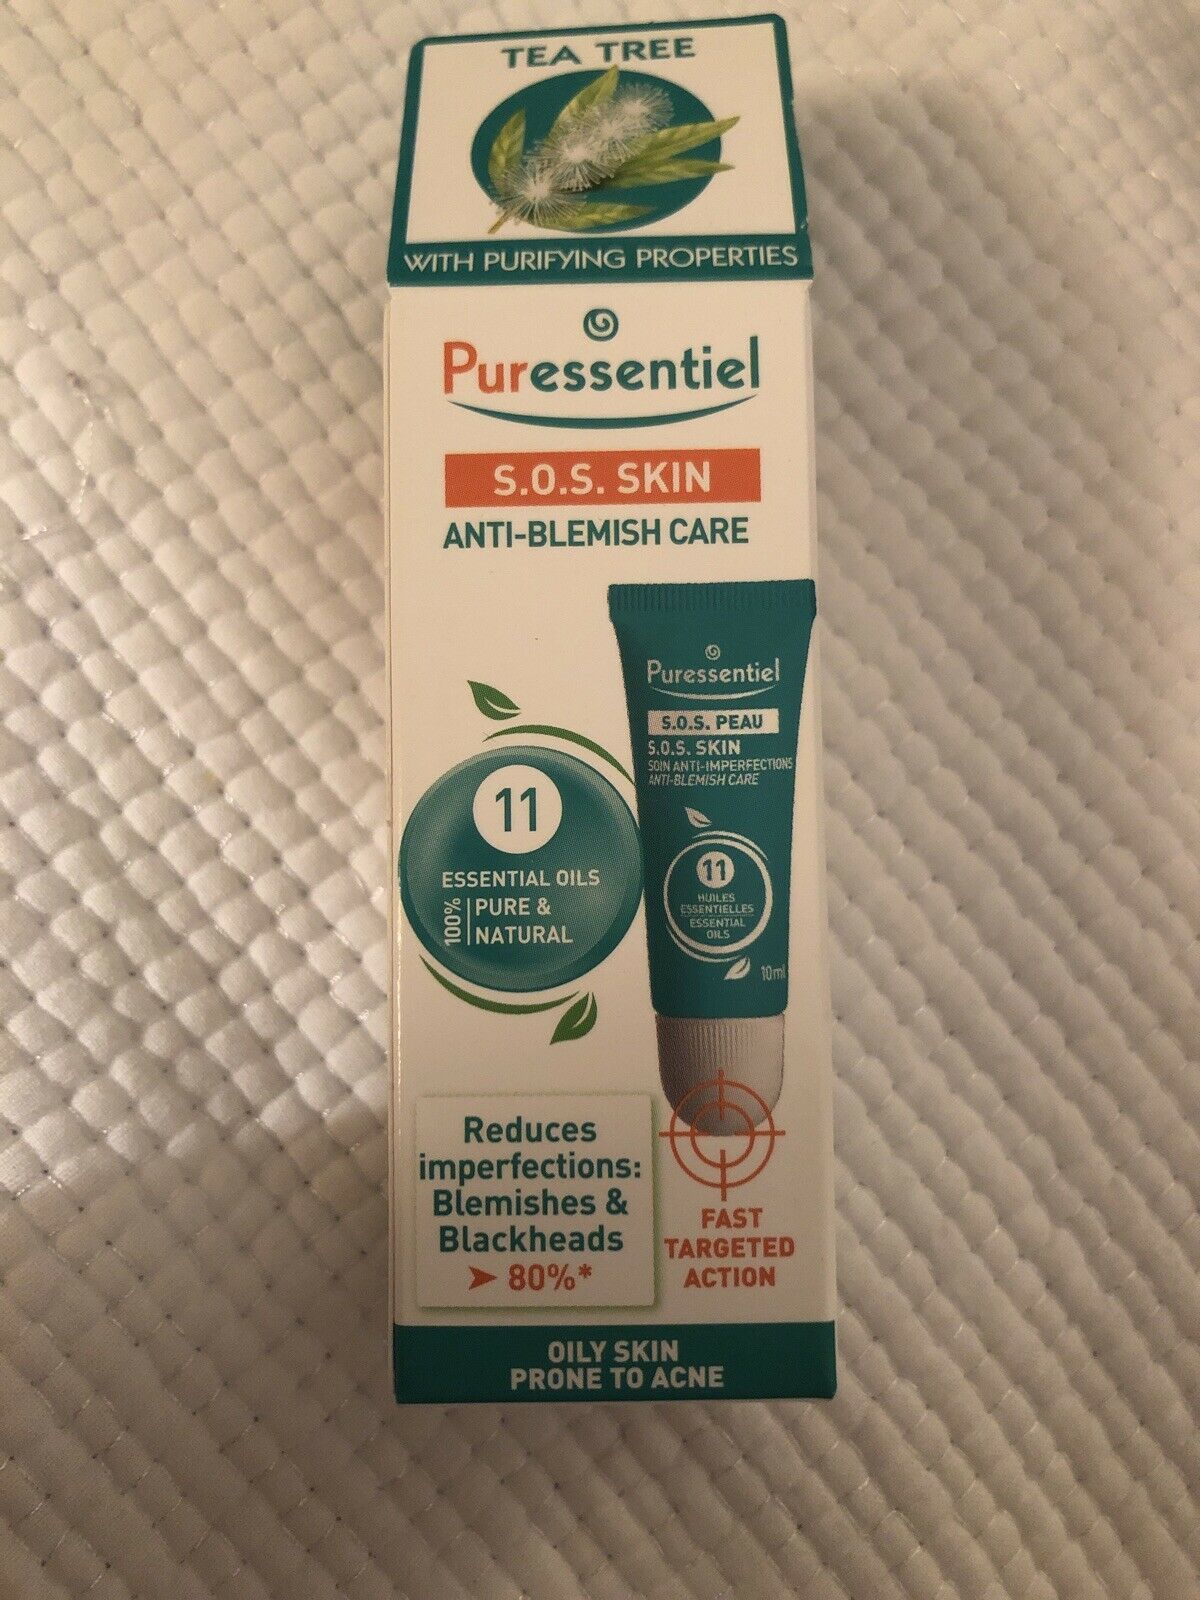 TEA TREE
WITH PURIFYING PROPERTIES
Puressentiel
S.O.S. SKIN
ANTI-BLEMISH CARE
Puressentiel
S.O.S. PEAU
S.O.S. SKIN
SOIN ANTI-IMPERFECTIONS
ANTI-BLEMISH CARE
11
HUILES
ESSENTIELLES
ESSENTIAL
OILS
10ml
11
ESSENTIAL OILS
100%
PURE &
NATURAL
Reduces
imperfections:
Blemishes &
Blackheads
➤ 80%*
FAST
TARGETED
ACTION
OILY SKIN
PRONE TO ACNE